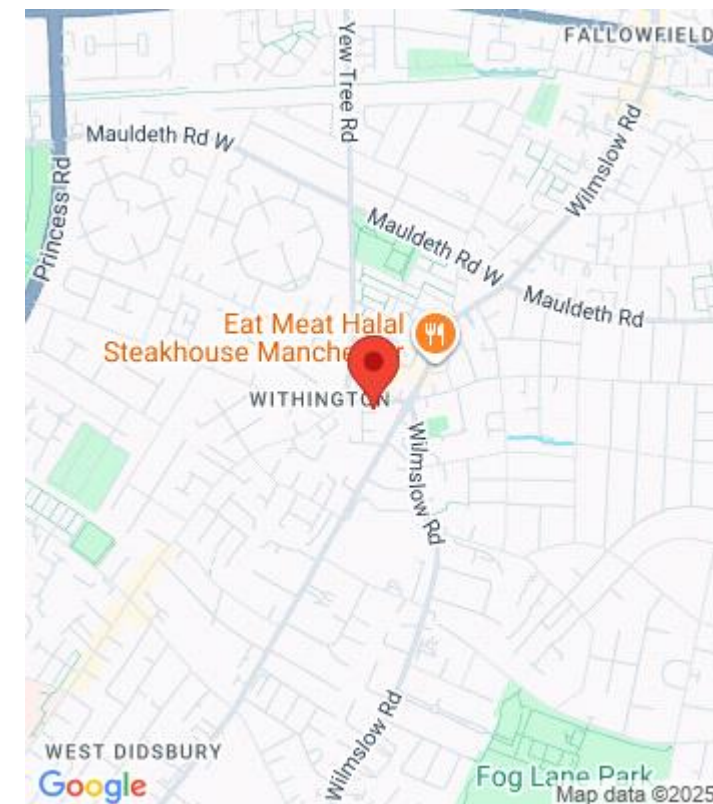 FALLOWFIELD
Yew Tree Rd
Mauldeth Rd W
Wilmslow Rd
Princess Rd
Mauldeth Rd W
Mauldeth Rd
Eat Meat Halal
Steakhouse Manche r
WITHINGTON
Wilmslow Rd
Wilmslow Rd
WEST DIDSBURY
Fog Lane Park
Google
Map data ©2025